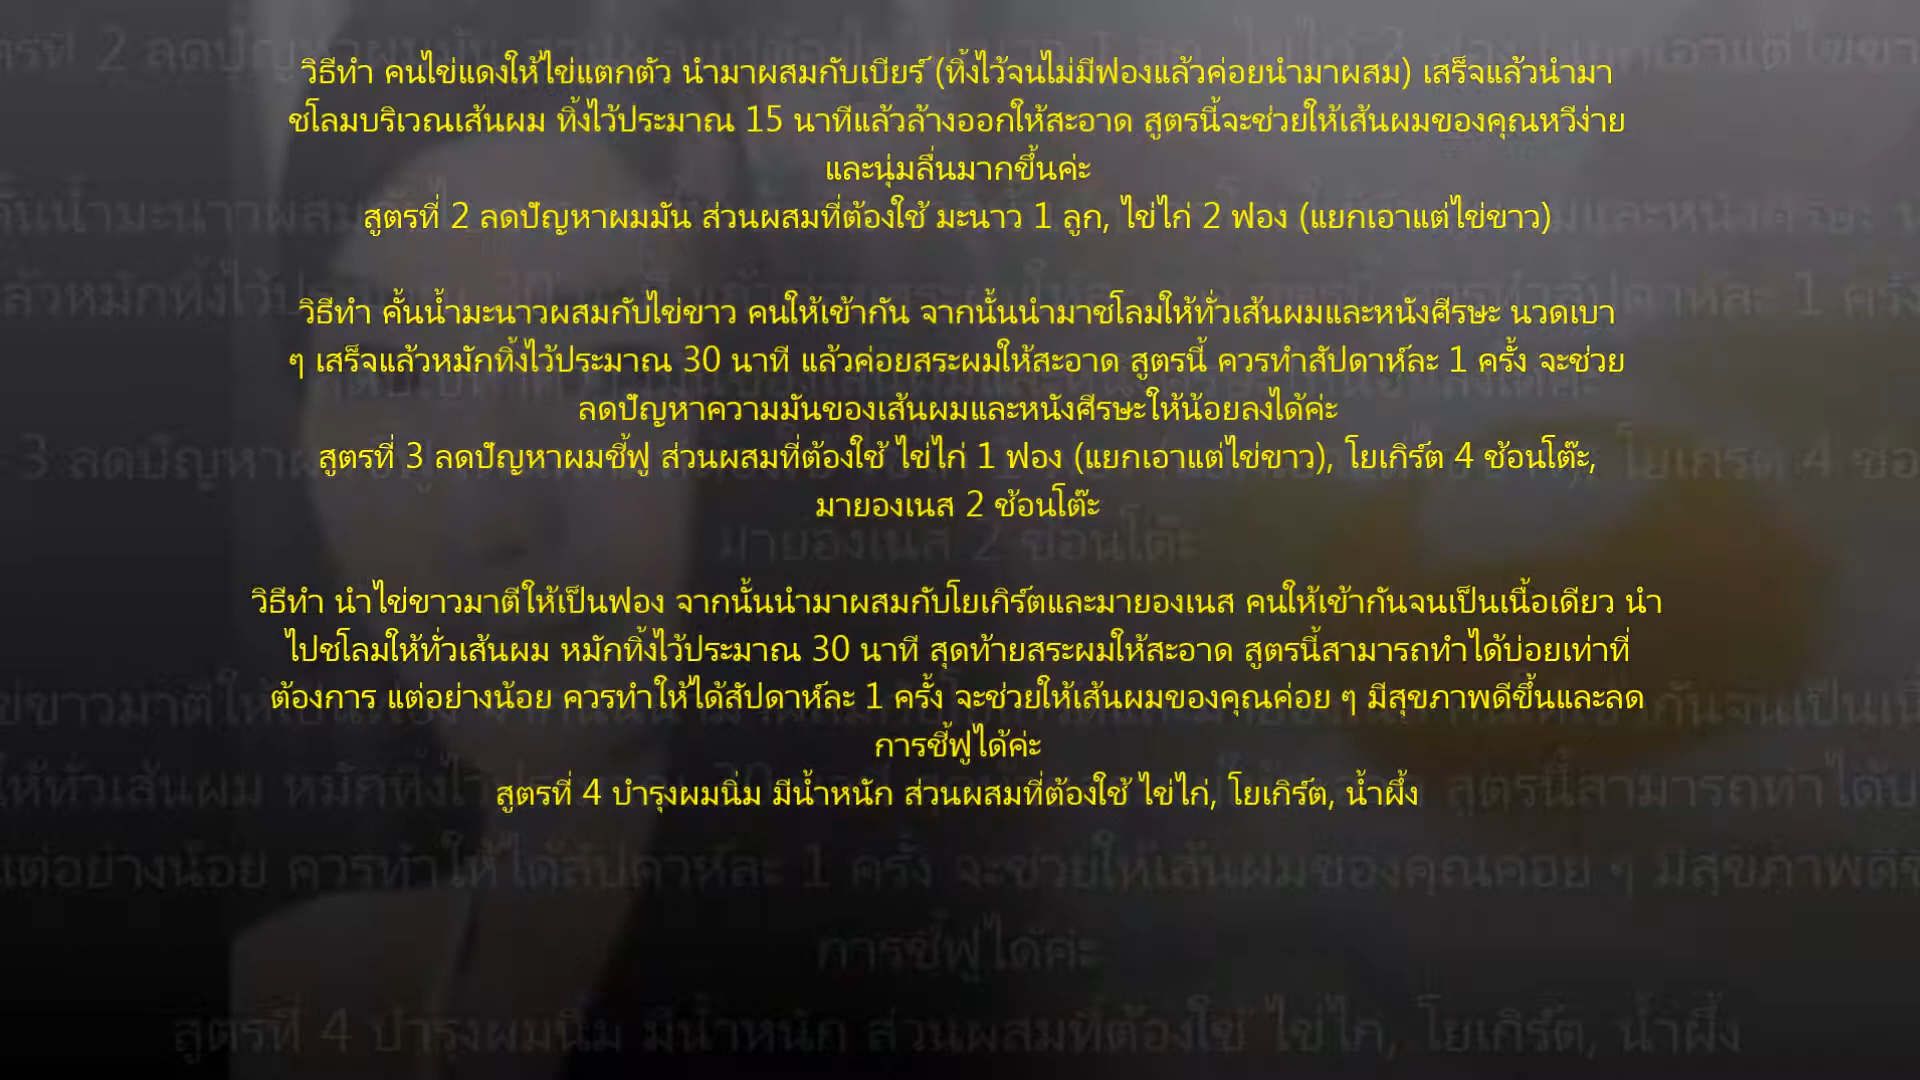 วิธีทำ คนไข่แดงให้ไข่แตกตัว นำมาผสมกับเบียร์ (ทิ้งไว้จนไม่มีฟองแล้วค่อยนำมาผสม) เสร็จแล้วนำมา
ชโลมบริเวณเส้นผม ทิ้งไว้ประมาณ 15 นาทีแล้วล้างออกให้สะอาด สูตรนี้จะช่วยให้เส้นผมของคุณหวีง่าย
และนุ่มลื่นมากขึ้นค่ะ
สูตรที่ 2 ลดปัญหาผมมัน ส่วนผสมที่ต้องใช้ มะนาว 1 ลูก, ไข่ไก่ 2 ฟอง (แยกเอาแต่ไข่ขาว)
วิธีทำ คั้นน้ำมะนาวผสมกับไข่ขาว คนให้เข้ากัน จากนั้นนำมาชโลมให้ทั่วเส้นผมและหนังศีรษะ นวดเบา
ๆ เสร็จแล้วหมักทิ้งไว้ประมาณ 30 นาที แล้วค่อยสระผมให้สะอาด สูตรนี้ ควรทำสัปดาห์ละ 1 ครั้ง จะช่วย
ลดปัญหาความมันของเส้นผมและหนังศีรษะให้น้อยลงได้ค่ะ
สูตรที่ 3 ลดปัญหาผมชี้ฟู ส่วนผสมที่ต้องใช้ ไข่ไก่ 1 ฟอง (แยกเอาแต่ไข่ขาว), โยเกิร์ต 4 ช้อนโต๊ะ,
มายองเนส 2 ช้อนโต๊ะ
วิธีทำ นำไข่ขาวมาตีให้เป็นฟอง จากนั้นนำมาผสมกับโยเกิร์ตและมายองเนส คนให้เข้ากันจนเป็นเนื้อเดียว นำ
ไปชโลมให้ทั่วเส้นผม หมักทิ้งไว้ประมาณ 30 นาที สุดท้ายสระผมให้สะอาด สูตรนี้สามารถทำได้บ่อยเท่าที่
ต้องการ แต่อย่างน้อย ควรทำให้ได้สัปดาห์ละ 1 ครั้ง จะช่วยให้เส้นผมของคุณค่อย ๆ มีสุขภาพดีขึ้นและลด
การชี้ฟูได้ค่ะ
สูตรที่ 4 บำรุงผมนิ่ม มีน้ำหนัก ส่วนผสมที่ต้องใช้ ไข่ไก่, โยเกิร์ต, น้ำผึ้ง